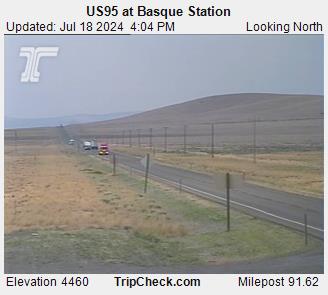 US95 at Basque Station
Updated: Jul 18 2024 4:04 PM Looking North
Elevation 4460 TripCheck.com Milepost 91.62